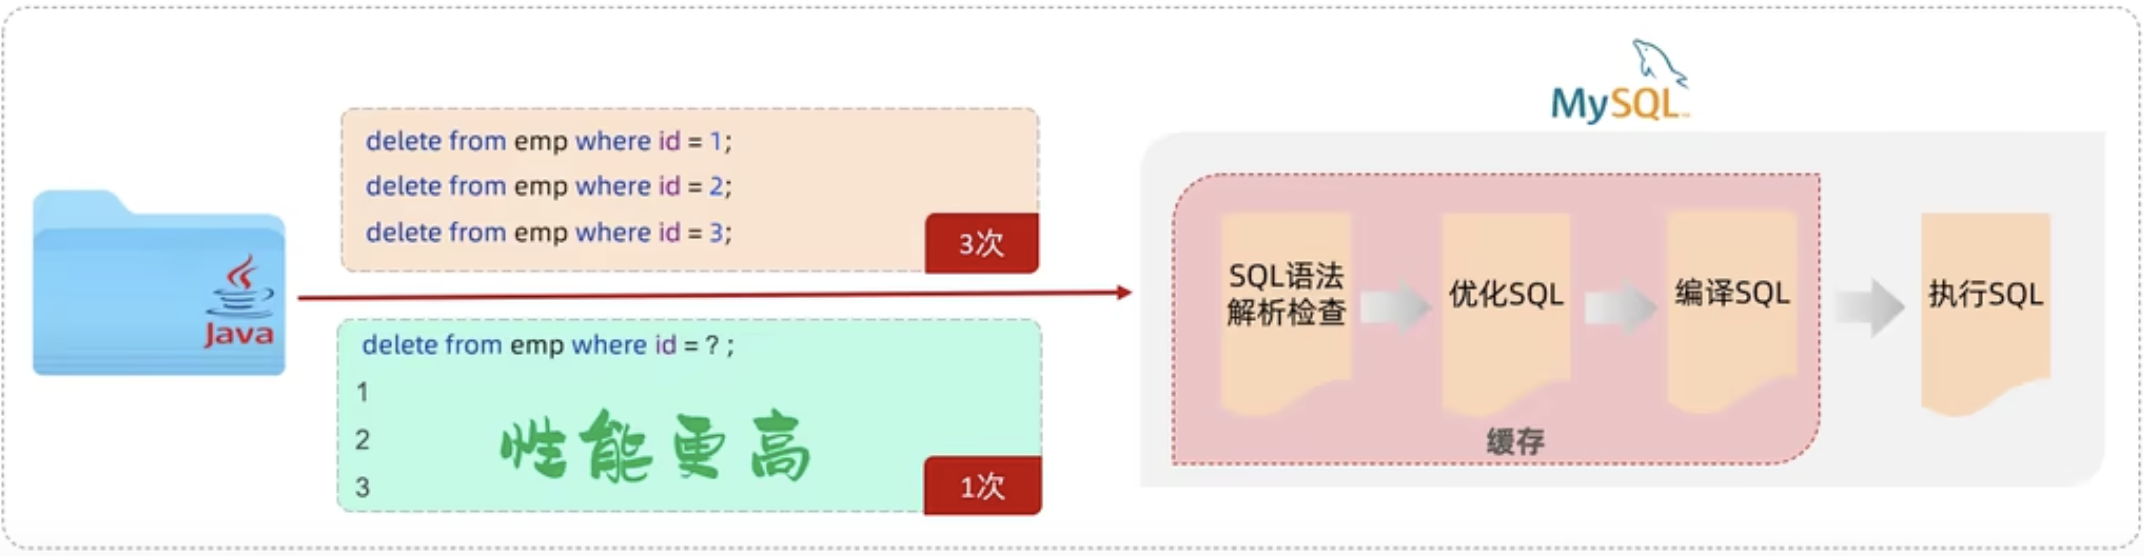 MySQL
delete from emp where id = 1;
delete from emp where id = 2;
delete from emp where id = 3;
3次
Java
delete from emp where id = ? ;
1
2
3
性能更高
1次
SQL语法
解析检查
优化SQL
编译SQL
执行SQL
缓存